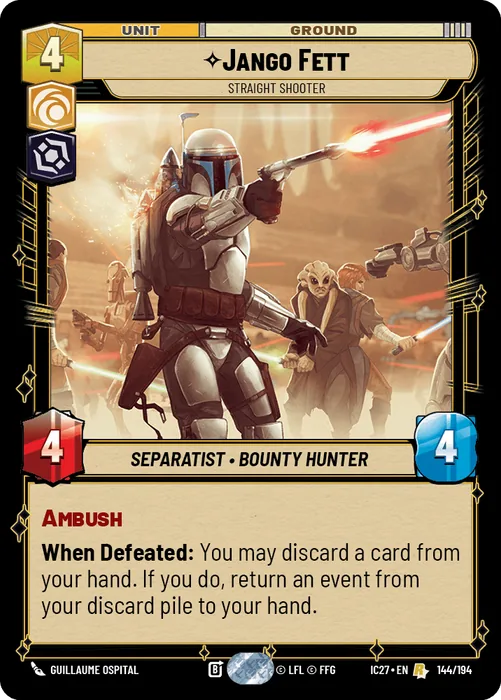 UNIT
GROUND
4
JANGO FETT
STRAIGHT SHOOTER
4
SEPARATIST • BOUNTY HUNTER
4
AMBUSH
When Defeated: You may discard a card from
your hand. If you do, return an event from
your discard pile to your hand.
GUILLAUME OSPITAL
B
© LFL © FFG
IC27 • EN
R
144/194